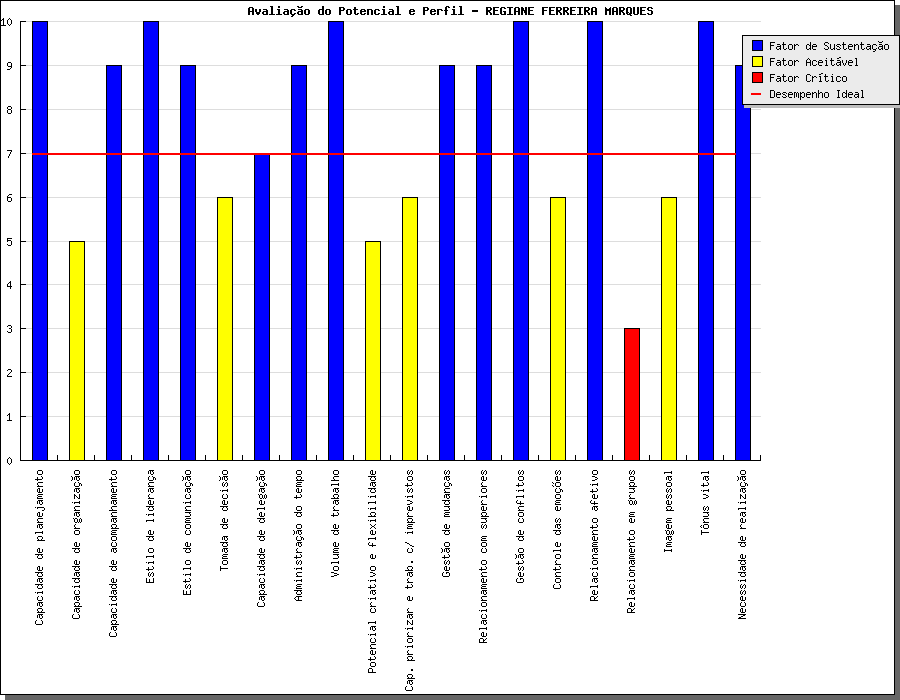 Avaliação do Potencial e Perfil - REGIANE FERREIRA MARQUES
Fator de Sustentação
Fator Aceitável
Fator Crítico
Desempenho Ideal
10
9
8
7
6
5
4
3
2
1
0
Capacidade de planejamento
Capacidade de organização
Capacidade de acompanhamento
Estilo de liderança
Estilo de comunicação
Tomada de decisão
Capacidade de delegação
Administração do tempo
Volume de trabalho
Potencial criativo e flexibilidade
Cap. priorizar e trab. c/ imprevistos
Gestão de mudanças
Relacionamento com superiores
Gestão de conflitos
Controle das emoções
Relacionamento afetivo
Relacionamento em grupos
Imagem pessoal
Tônus vital
Necessidade de realização